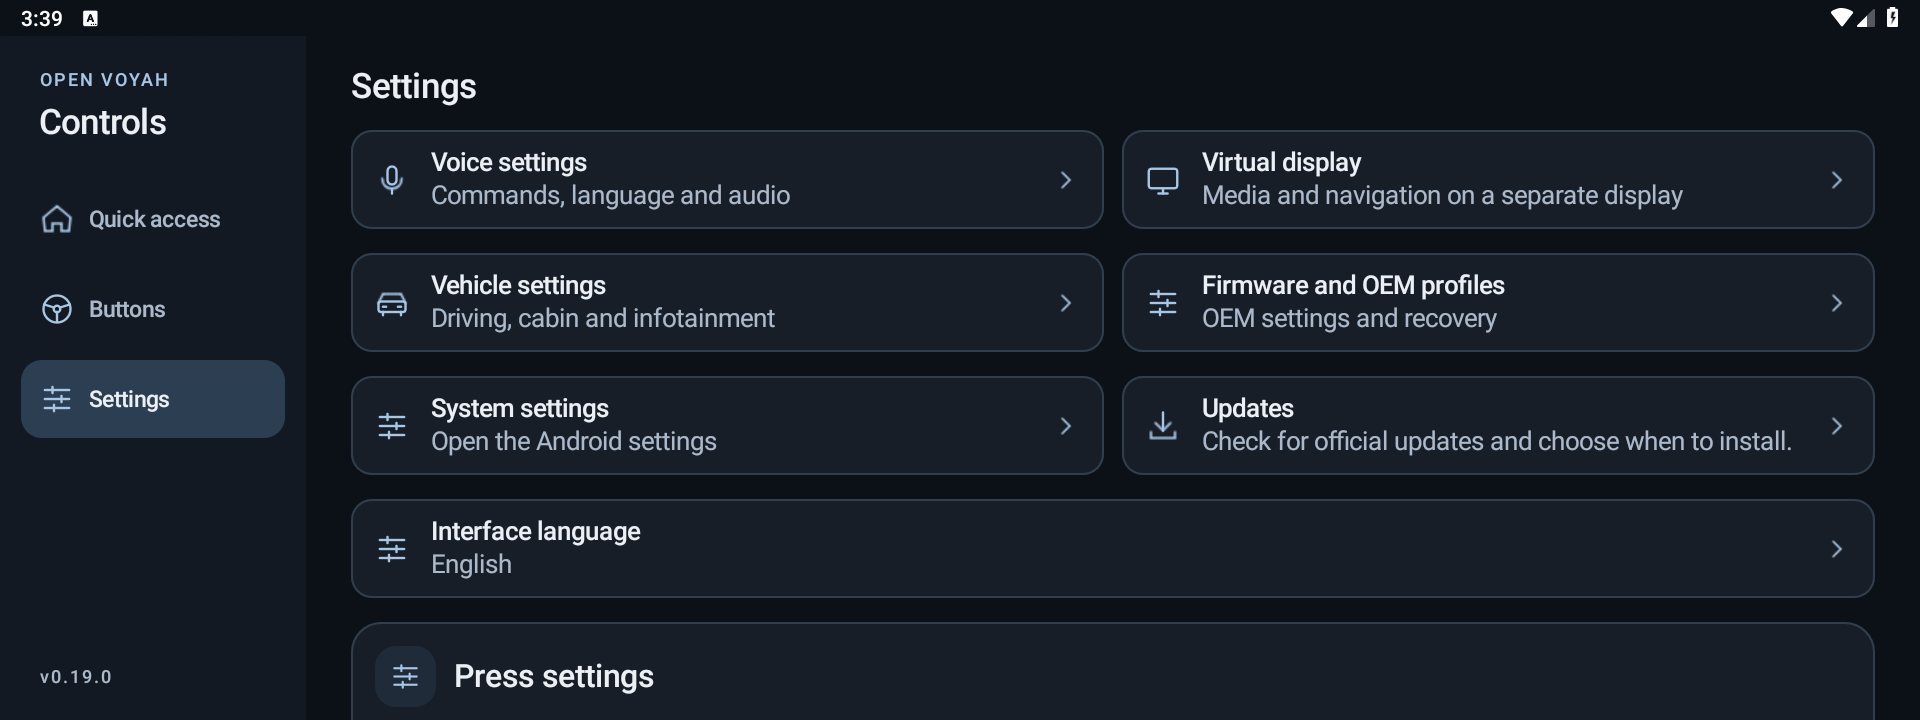 3:39
OPEN VOYAH
Controls
Quick access
Buttons
Settings
v0.19.0
Settings
Voice settings
Commands, language and audio
Virtual display
Media and navigation on a separate display
Vehicle settings
Driving, cabin and infotainment
Firmware and OEM profiles
OEM settings and recovery
System settings
Open the Android settings
Updates
Check for official updates and choose when to install.
Interface language
English
Press settings